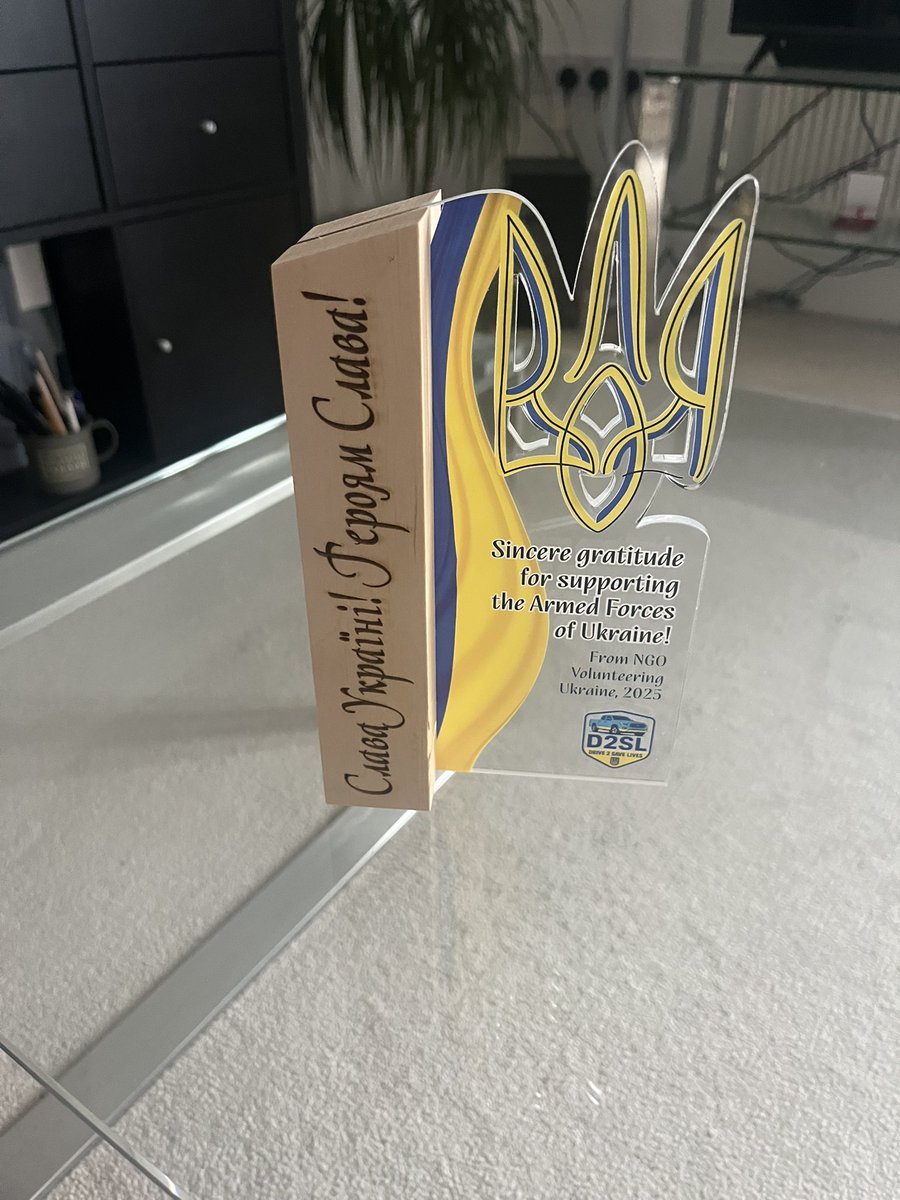 Слава Україні! Героям Слава!
Sincere gratitude
for supporting
the Armed Forces
of Ukraine!
From NGO
Volunteering
Ukraine, 2025
D2SL
DRIVE 2 SAVE LIVES